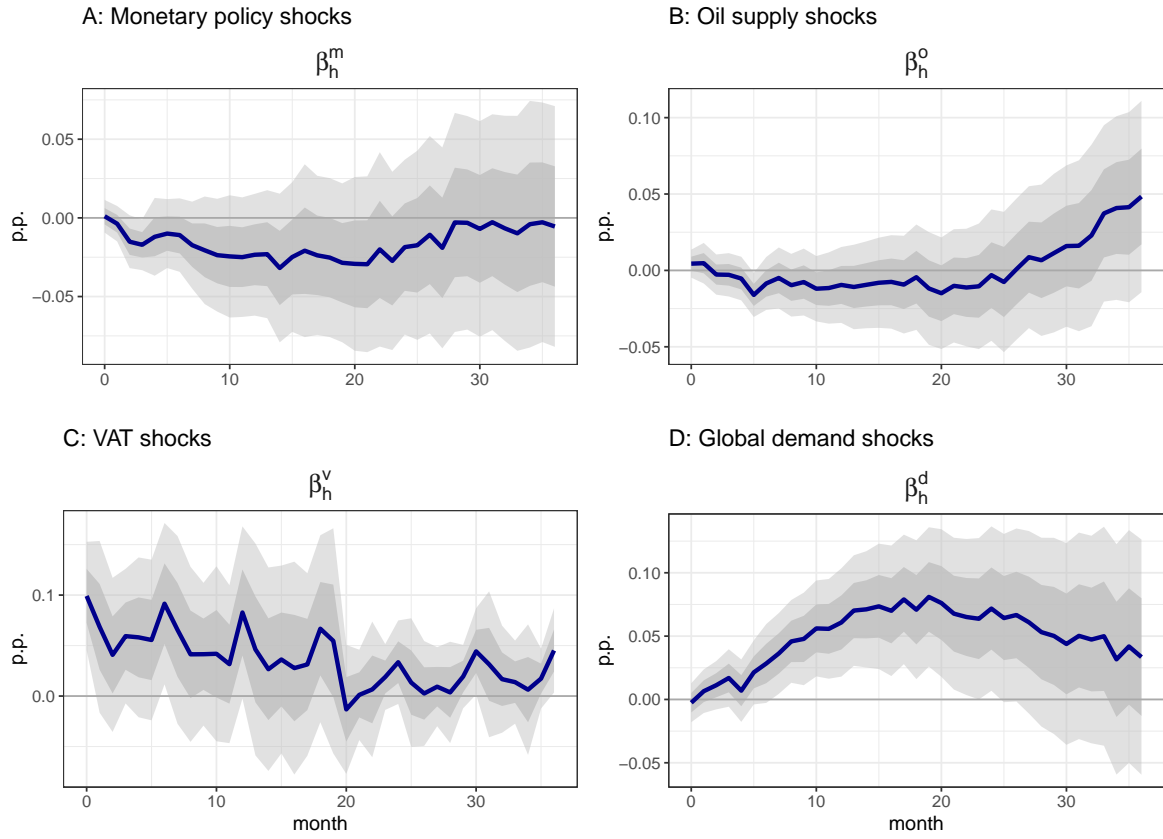 A: Monetary policy shocks
β_h^m
p.p.
0.05
0.00
−0.05
0 10 20 30
B: Oil supply shocks
β_h^o
p.p.
0.10
0.05
0.00
−0.05
0 10 20 30
C: VAT shocks
β_h^v
p.p.
0.1
0.0
0 10 20 30
month
D: Global demand shocks
β_h^d
p.p.
0.10
0.05
0.00
−0.05
0 10 20 30
month